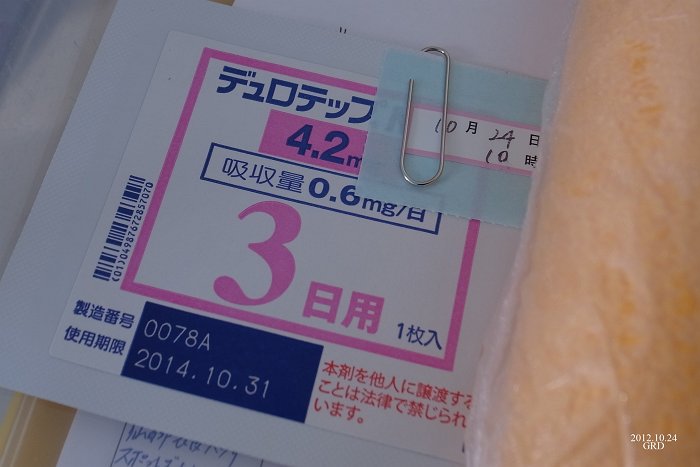 デュロテップ
4.2m
吸収量0.6mg/日
3
日用
1枚入
(01)04987672857070
製造番号 0078A
使用期限 2014.10.31
本剤を他人に譲渡する
ことは法律で禁じられ
います。
10月24日
10時
2012.10.24
GRD